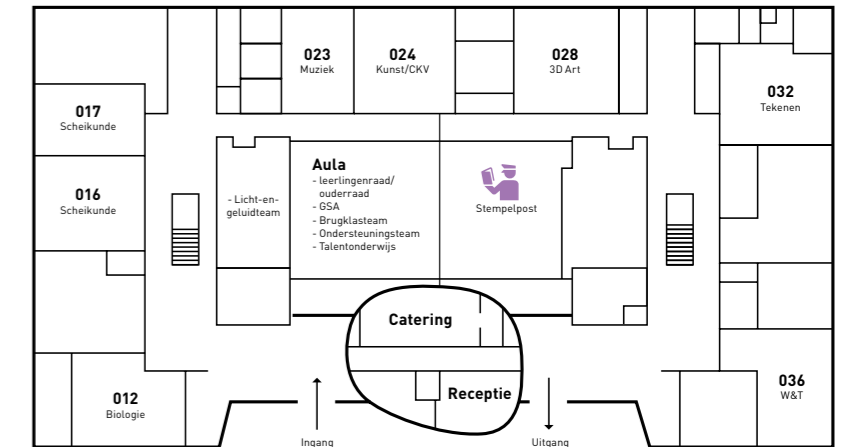 023
Muziek
024
Kunst/CKV
028
3D Art
032
Tekenen
017
Scheikunde
016
Scheikunde
- Licht-en-
geluidteam
Aula
- leerlingenraad/
ouderraad
- GSA
- Brugklasteam
- Ondersteuningsteam
- Talentonderwijs
Stempelpost
Catering
Receptie
012
Biologie
036
W&T
Ingang
Uitgang